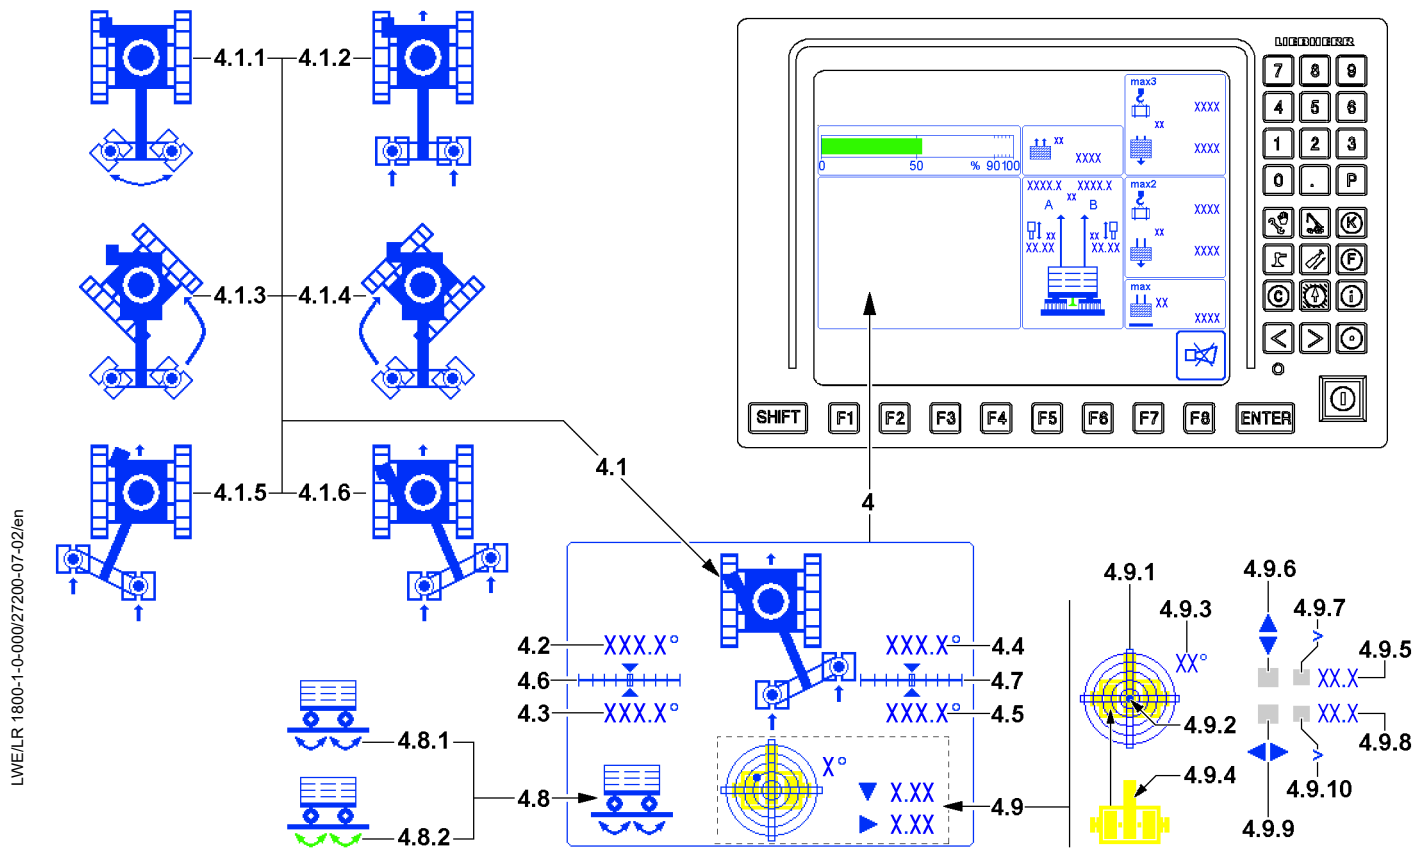 4.1.1
4.1.2
4.1.3
4.1.4
4.1.5
4.1.6
4.1
LIEBHERR
7 8 9
4 5 6
1 2 3
0 . P
K
F
C i
< >
SHIFT F1 F2 F3 F4 F5 F6 F7 F8 ENTER
0 50 % 90 100
xx
XXXX
XXXX.X XXXX.X
xx
A B
xx xx
XX.XX XX.XX
max3
XXXX
xx
XXXX
max2
XXXX
xx
XXXX
max
XX
XXXX
4
4.2 XXX.X° XXX.X° 4.4
4.6 4.7
4.3 XXX.X° XXX.X° 4.5
4.8.1
4.8
4.8.2
X°
X.XX
X.XX
4.9
4.9.1
4.9.3
XX°
4.9.2
4.9.4
4.9.6
4.9.7
>
4.9.5
XX.X
XX.X
4.9.8
>
4.9.10
4.9.9
LWE/LR 1800-1-0-000/27200-07-02/en